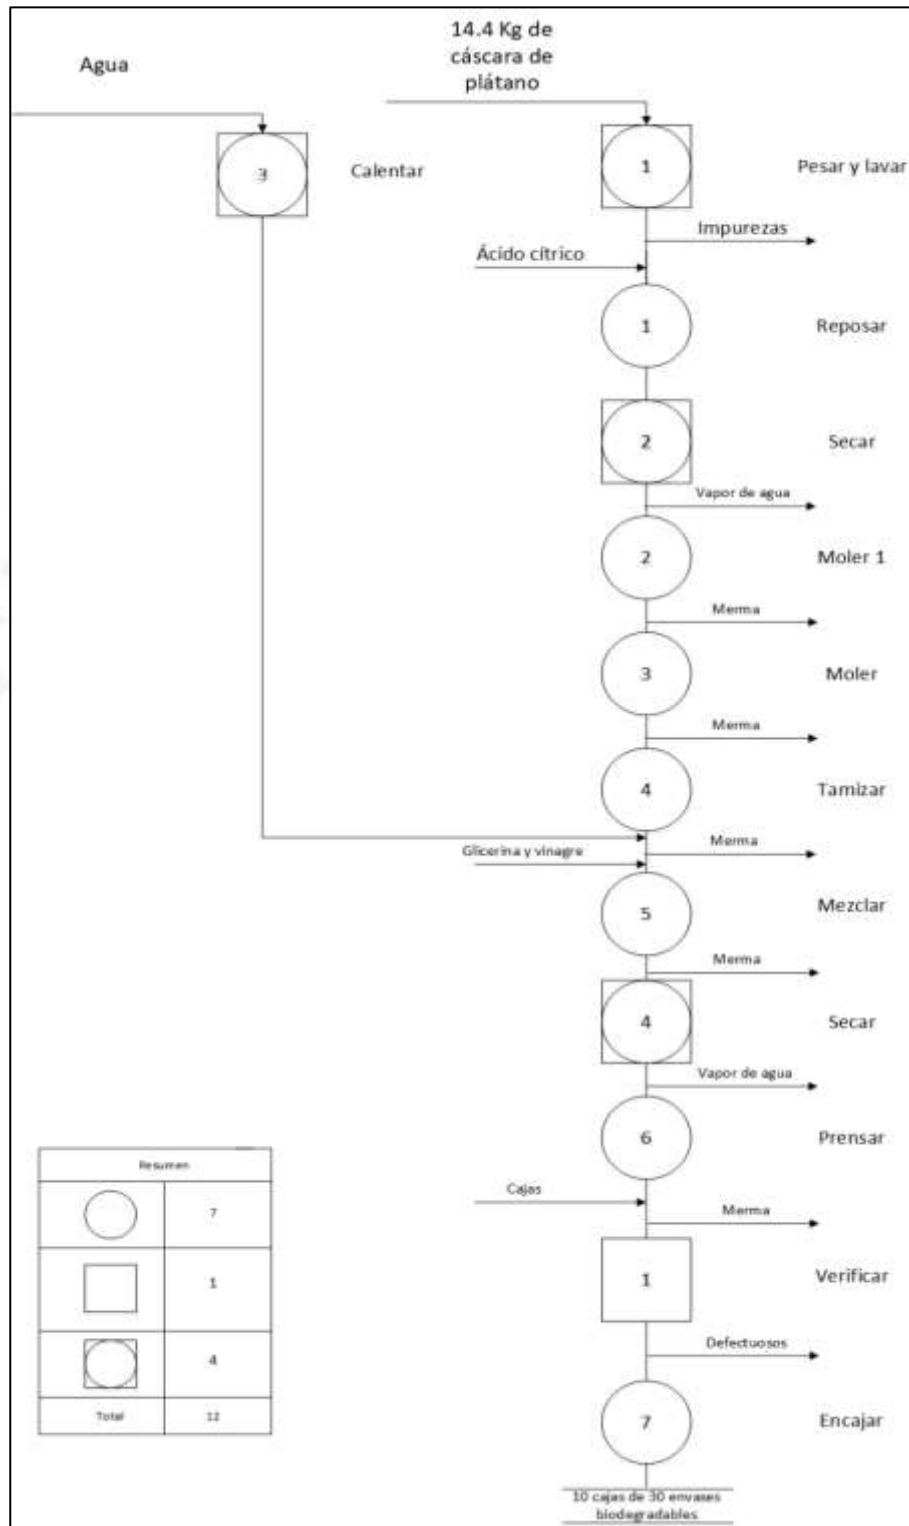 Agua
14.4 Kg de
cáscara de
plátano
3
Calentar
1
Pesar y lavar
Impurezas
Ácido cítrico
1
Reposar
2
Secar
Vapor de agua
2
Moler 1
Merma
3
Moler
Merma
4
Tamizar
Merma
Glicerina y vinagre
5
Mezclar
Merma
4
Secar
Vapor de agua
6
Prensar
Cajas
Merma
1
Verificar
Defectuosos
7
Encajar
10 cajas de 30 envases
biodegradables
Resumen
7
1
4
Total 12